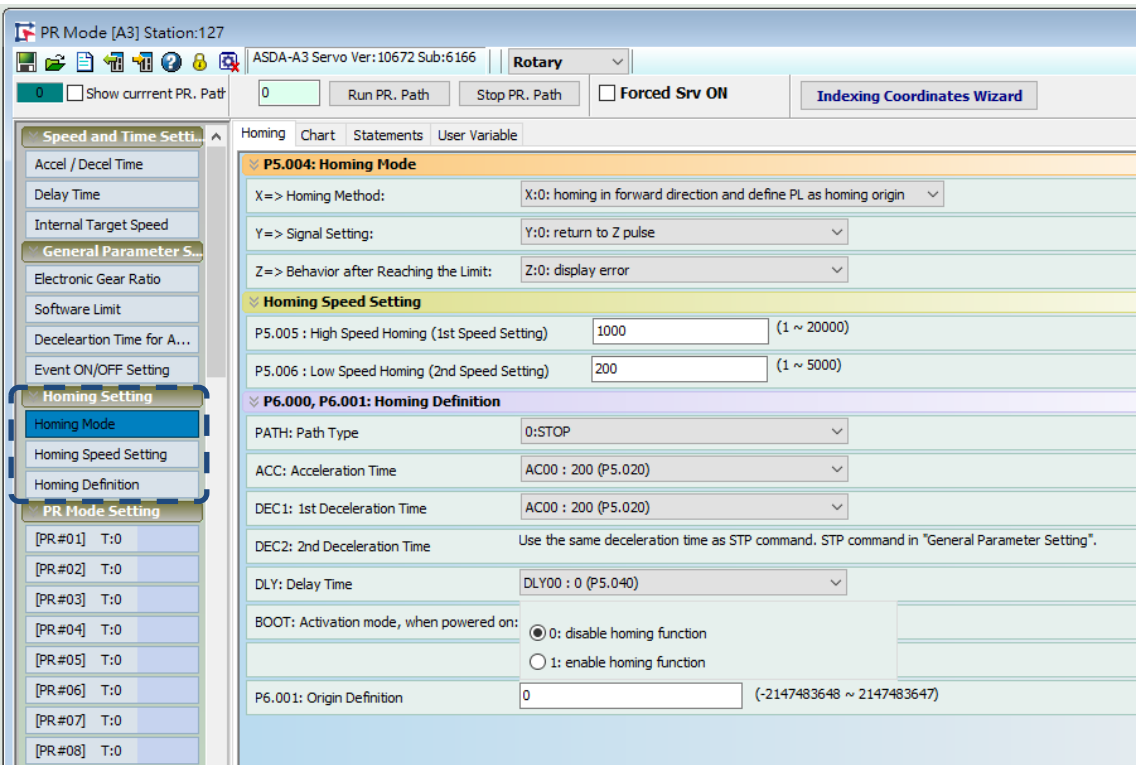 PR Mode [A3] Station:127
ASDA-A3 Servo Ver:10672 Sub:6166
Rotary
0
Show currrent PR. Path
0
Run PR. Path
Stop PR. Path
Forced Srv ON
Indexing Coordinates Wizard
Speed and Time Setti...
Accel / Decel Time
Delay Time
Internal Target Speed
General Parameter S...
Electronic Gear Ratio
Software Limit
Deceleartion Time for A...
Event ON/OFF Setting
Homing Setting
Homing Mode
Homing Speed Setting
Homing Definition
PR Mode Setting
[PR#01] T:0
[PR#02] T:0
[PR#03] T:0
[PR#04] T:0
[PR#05] T:0
[PR#06] T:0
[PR#07] T:0
[PR#08] T:0
Homing Chart Statements User Variable
P5.004: Homing Mode
X=> Homing Method: X:0: homing in forward direction and define PL as homing origin
Y=> Signal Setting: Y:0: return to Z pulse
Z=> Behavior after Reaching the Limit: Z:0: display error
Homing Speed Setting
P5.005 : High Speed Homing (1st Speed Setting) 1000 (1 ~ 20000)
P5.006 : Low Speed Homing (2nd Speed Setting) 200 (1 ~ 5000)
P6.000, P6.001: Homing Definition
PATH: Path Type 0:STOP
ACC: Acceleration Time AC00 : 200 (P5.020)
DEC1: 1st Deceleration Time AC00 : 200 (P5.020)
DEC2: 2nd Deceleration Time Use the same deceleration time as STP command. STP command in "General Parameter Setting".
DLY: Delay Time DLY00 : 0 (P5.040)
BOOT: Activation mode, when powered on:
0: disable homing function
1: enable homing function
P6.001: Origin Definition 0 (-2147483648 ~ 2147483647)